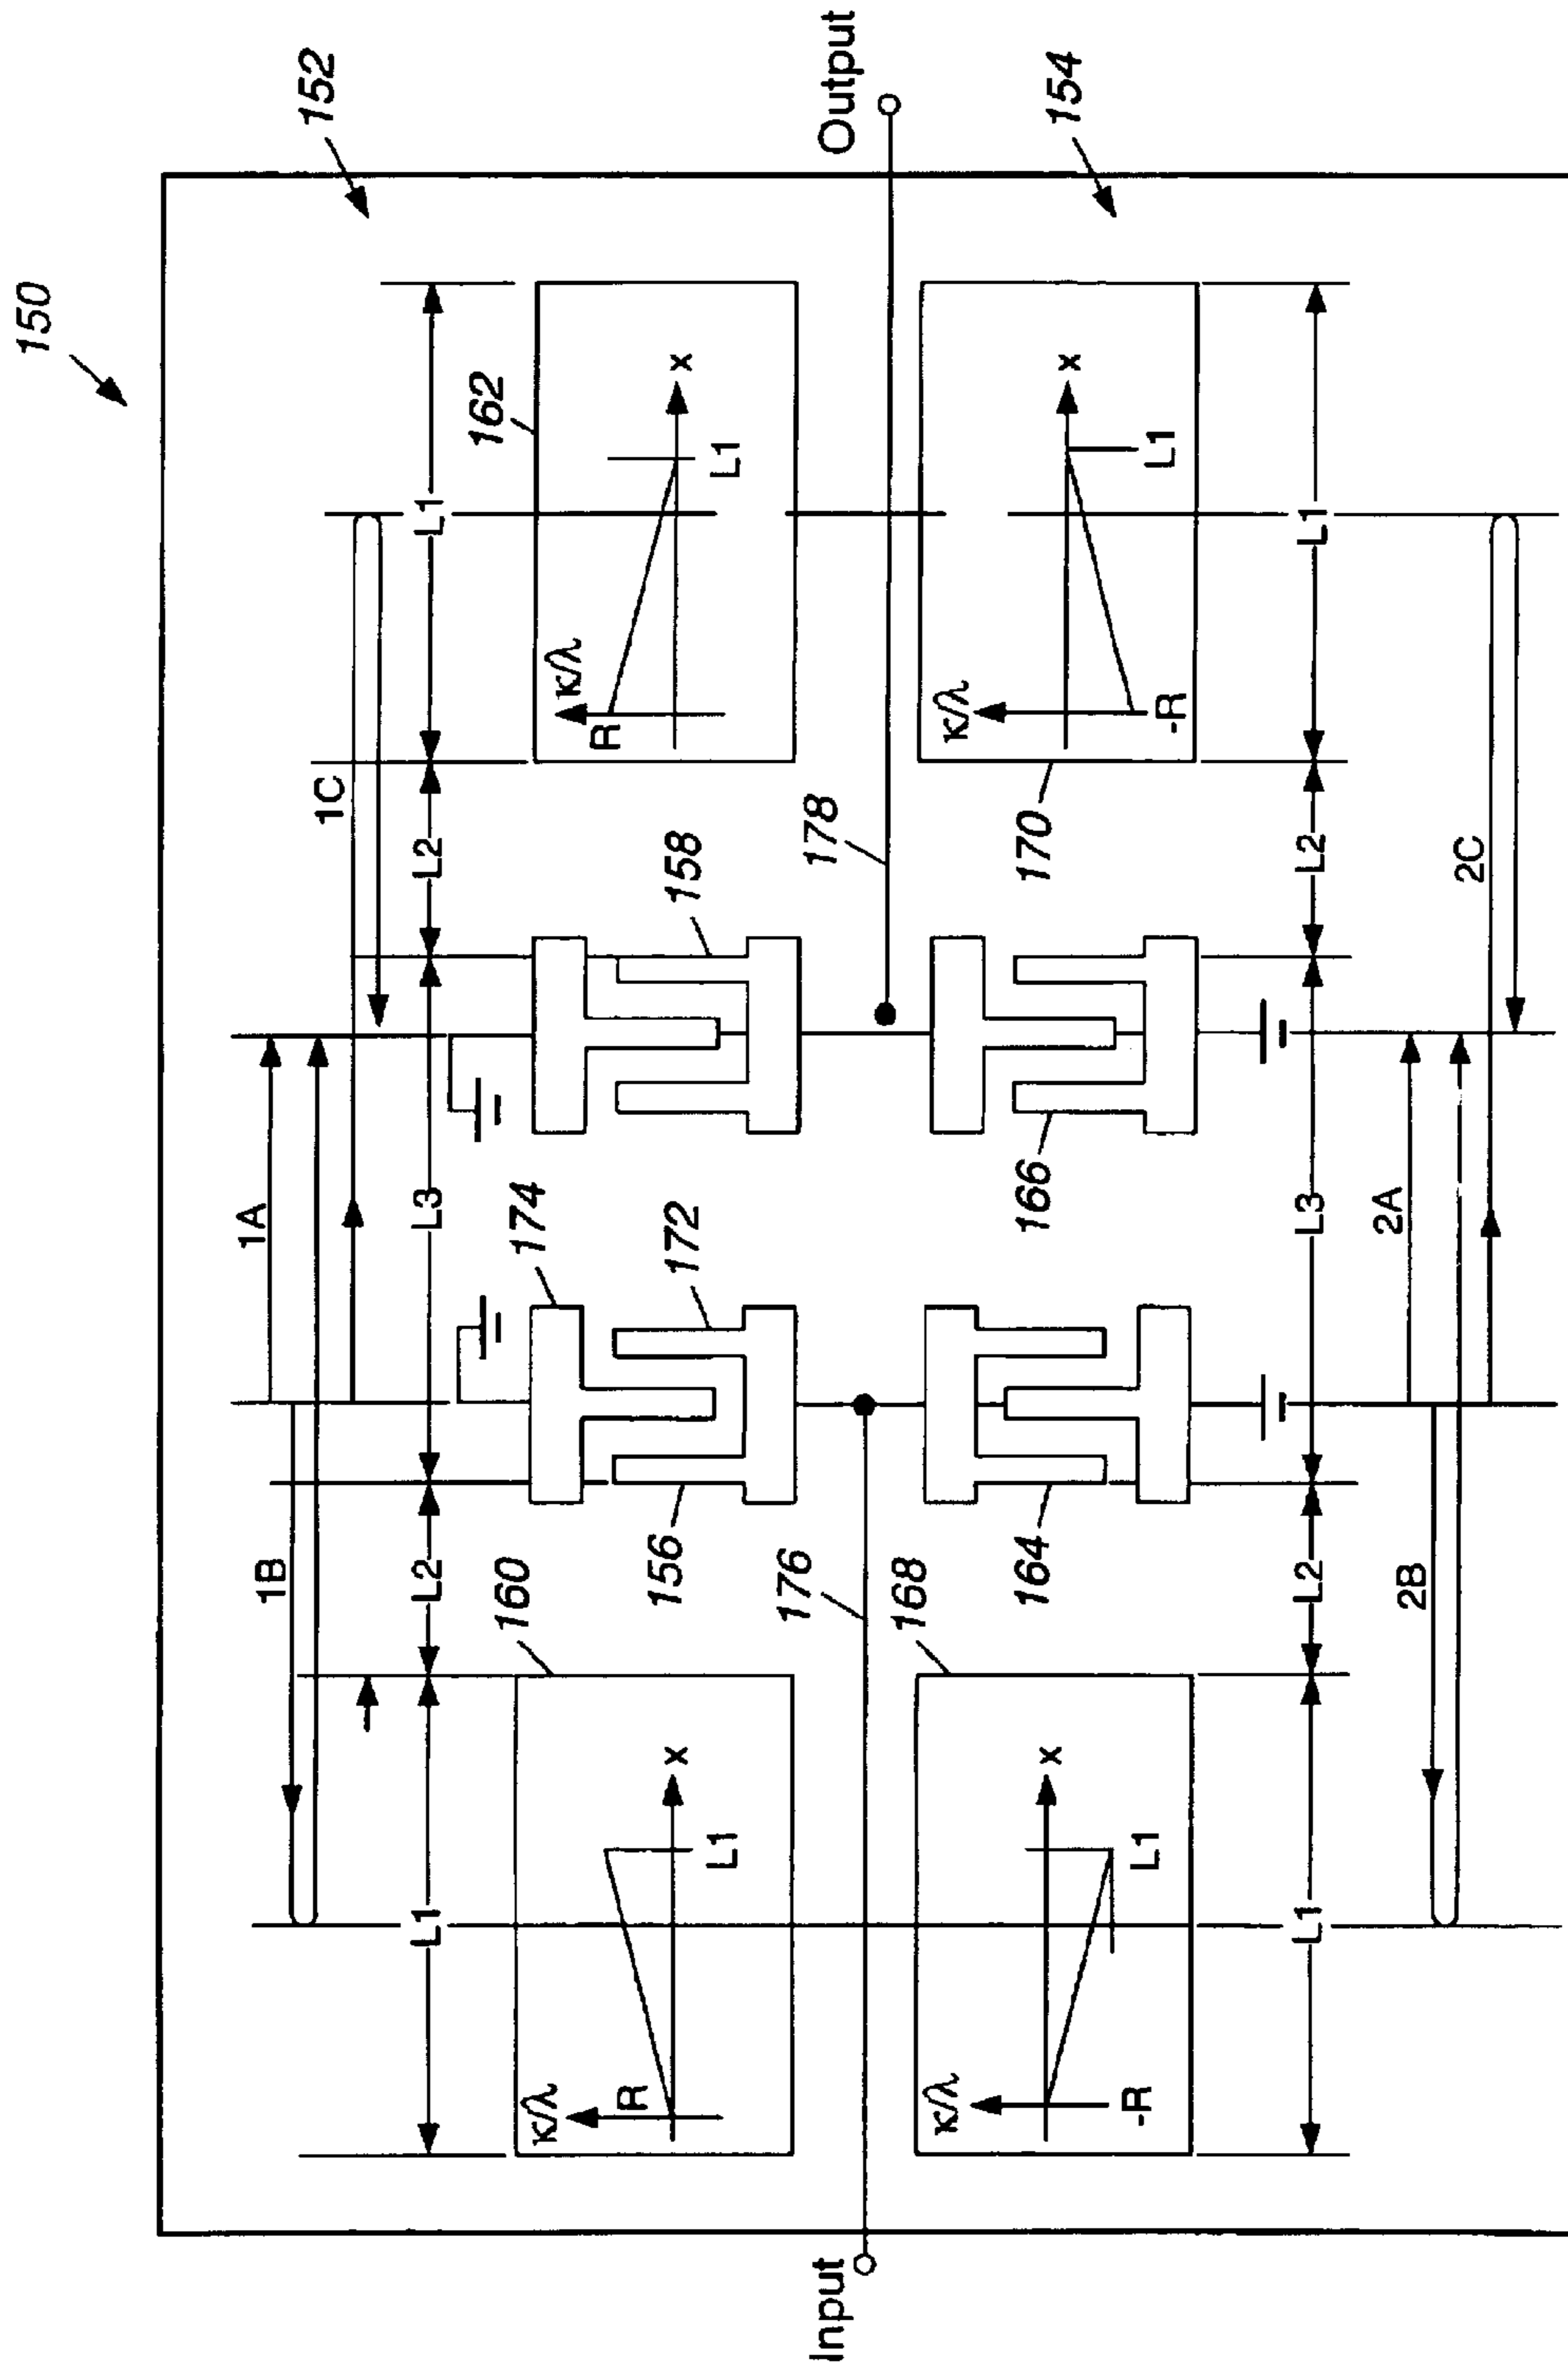 150
152
1C
1A
1B
L1
L2
L3
L2
L1
160
174
162
κ/λ
R
x
L1
156
172
158
κ/λ
R
x
L1
Input
176
178
Output
168
κ/λ
-R
x
L1
164
166
170
κ/λ
-R
x
L1
154
L1
L2
L3
L2
L1
2B
2A
2C